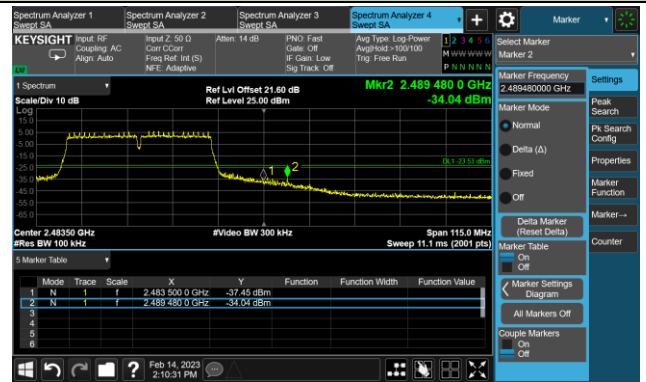 Spectrum Analyzer 1
Swept SA
Spectrum Analyzer 2
Swept SA
Spectrum Analyzer 3
Swept SA
Spectrum Analyzer 4
Swept SA
Marker
KEYSIGHT
Input: RF
Coupling: AC
Align: Auto
Input Z: 50 Ω
Corr CCorr
Freq Ref: Int (S)
NFE: Adaptive
Atten: 14 dB
PNO: Fast
Gate: Off
IF Gain: Low
Sig Track: Off
Avg Type: Log-Power
Avg|Hold:>100/100
Trig: Free Run
1 2 3 4 5 6
M W W W W W
P N N N N N
Select Marker
Marker 2
1 Spectrum
Scale/Div 10 dB
Log
Ref Lvl Offset 21.60 dB
Ref Level 25.00 dBm
Mkr2 2.489 480 0 GHz
-34.04 dBm
15.0
5.00
-5.00
-15.0
-25.0
-35.0
-45.0
-55.0
-65.0
1
2
DL1 -23.53 dBm
Center 2.48350 GHz
#Res BW 100 kHz
#Video BW 300 kHz
Span 115.0 MHz
Sweep 11.1 ms (2001 pts)
5 Marker Table
Mode Trace Scale X Y Function Function Width Function Value
1 N 1 f 2.483 500 0 GHz -37.45 dBm
2 N 1 f 2.489 480 0 GHz -34.04 dBm
3
4
5
6
Marker Frequency
2.489480000 GHz
Marker Mode
Normal
Delta (Δ)
Fixed
Off
Delta Marker
(Reset Delta)
Marker Table
On
Off
Marker Settings
Diagram
All Markers Off
Couple Markers
On
Off
Settings
Peak
Search
Pk Search
Config
Properties
Marker
Function
Marker→
Counter
?
Feb 14, 2023
2:10:31 PM